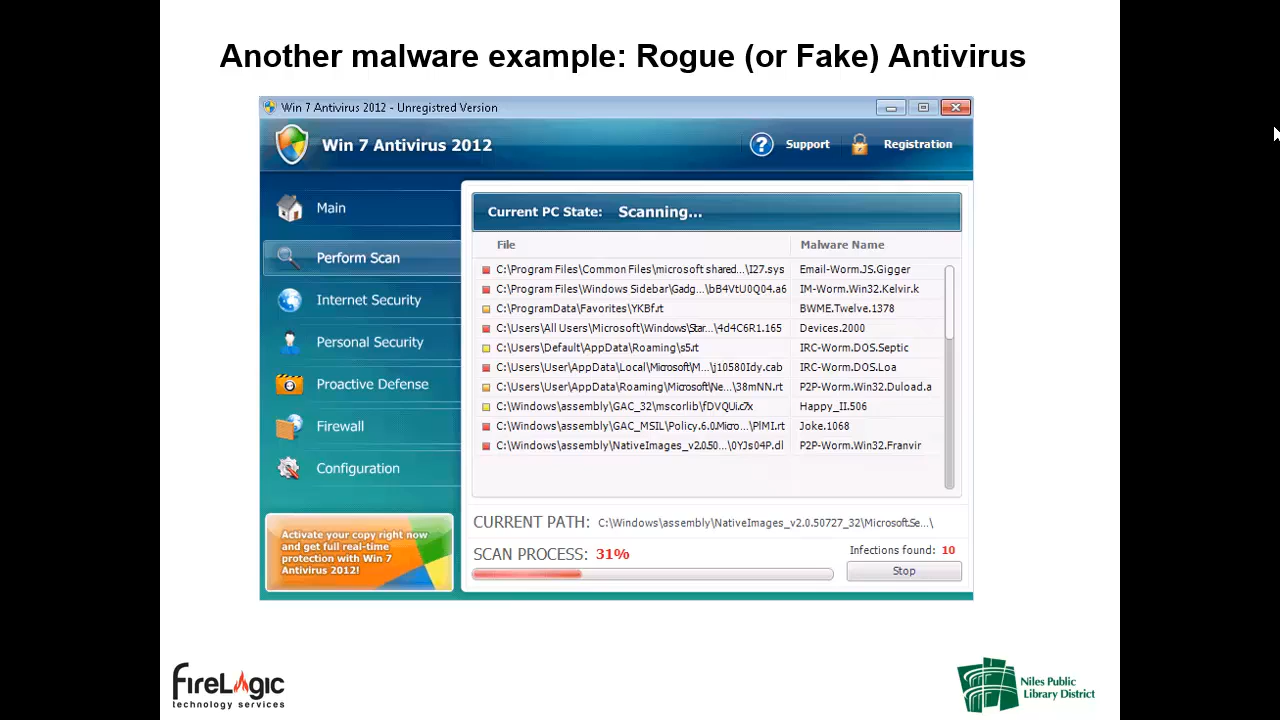 Another malware example: Rogue (or Fake) Antivirus
Win 7 Antivirus 2012 - Unregistred Version
Win 7 Antivirus 2012
? Support
Registration
Main
Perform Scan
Internet Security
Personal Security
Proactive Defense
Firewall
Configuration
Activate your copy right now
and get full real-time
protection with Win 7
Antivirus 2012!
Current PC State: Scanning...
File Malware Name
C:\Program Files\Common Files\microsoft shared...\I27.sys Email-Worm.JS.Gigger
C:\Program Files\Windows Sidebar\Gadg...\bB4VtU0Q04.a6 IM-Worm.Win32.Kelvir.k
C:\ProgramData\Favorites\YKBf.rt BWME.Twelve.1378
C:\Users\All Users\Microsoft\Windows\Star...\4d4C6R1.165 Devices.2000
C:\Users\Default\AppData\Roaming\s5.rt IRC-Worm.DOS.Septic
C:\Users\User\AppData\Local\Microsoft\M...\j10580Idy.cab IRC-Worm.DOS.Loa
C:\Users\User\AppData\Roaming\Microsoft\Ne...\38mNN.rt P2P-Worm.Win32.Duload.a
C:\Windows\assembly\GAC_32\mscorlib\fDVQUi.c7x Happy_II.506
C:\Windows\assembly\GAC_MSIL\Policy.6.0.Micro...\PlMI.rt Joke.1068
C:\Windows\assembly\NativeImages_v2.0.50...\0YJs04P.dl P2P-Worm.Win32.Franvir
CURRENT PATH: C:\Windows\assembly\NativeImages_v2.0.50727_32\Microsoft.Se...\
SCAN PROCESS: 31%
Infections found: 10
Stop
FireLogic
technology services
Niles Public
Library District